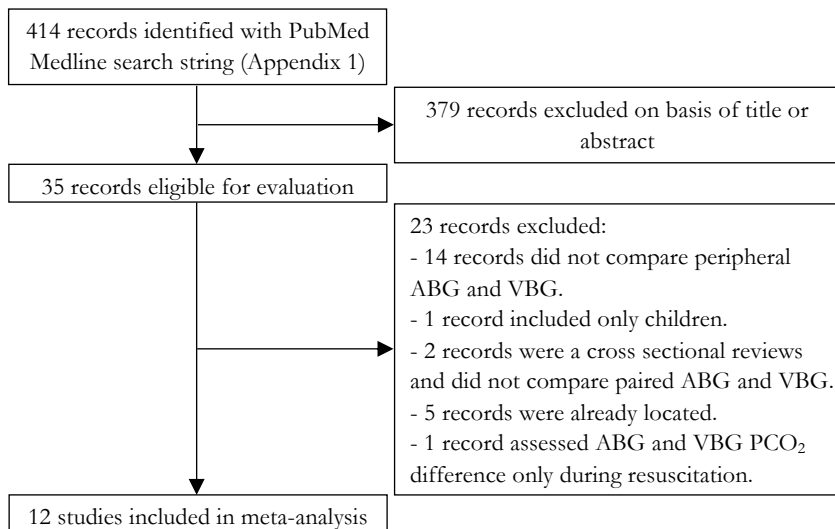 414 records identified with PubMed
Medline search string (Appendix 1)
379 records excluded on basis of title or
abstract
35 records eligible for evaluation
23 records excluded:
- 14 records did not compare peripheral
ABG and VBG.
- 1 record included only children.
- 2 records were a cross sectional reviews
and did not compare paired ABG and VBG.
- 5 records were already located.
- 1 record assessed ABG and VBG PCO₂
difference only during resuscitation.
12 studies included in meta-analysis